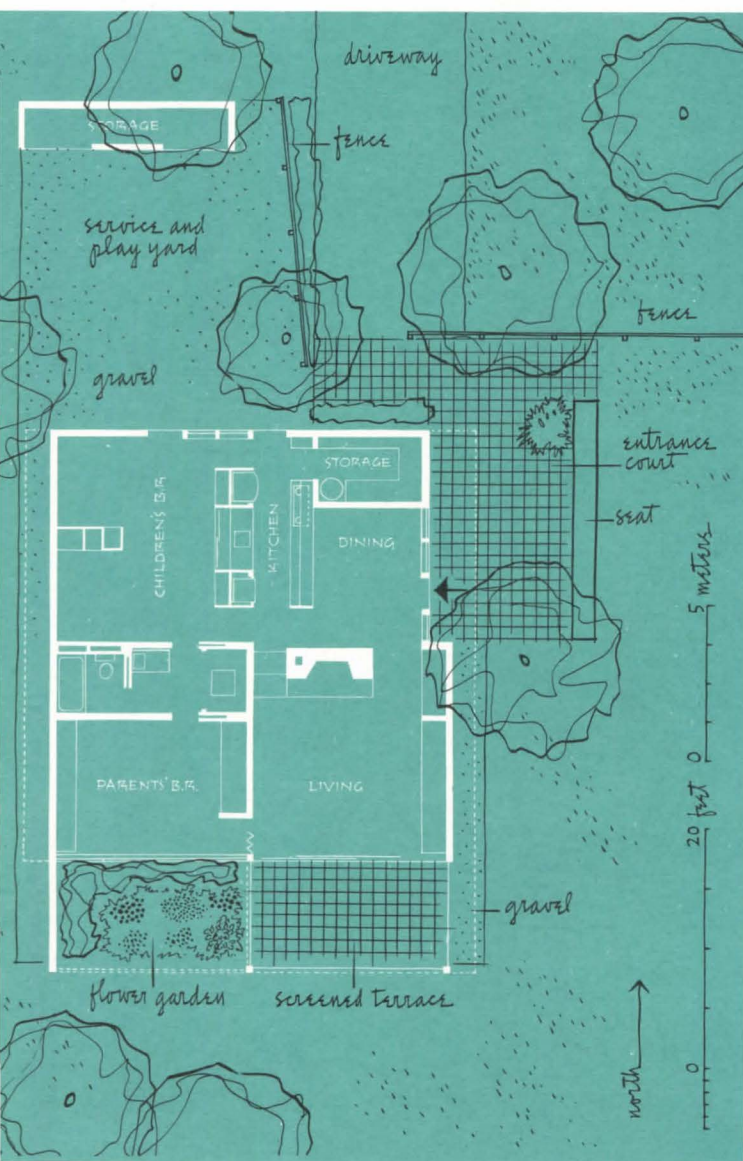 driveway
STORAGE
fence
service and
play yard
fence
gravel
entrance
court
STORAGE
seat
CHILDREN'S B.R.
KITCHEN
DINING
5 meters
0
PARENTS' B.R.
LIVING
20 feet
gravel
flower garden
screened terrace
north
0